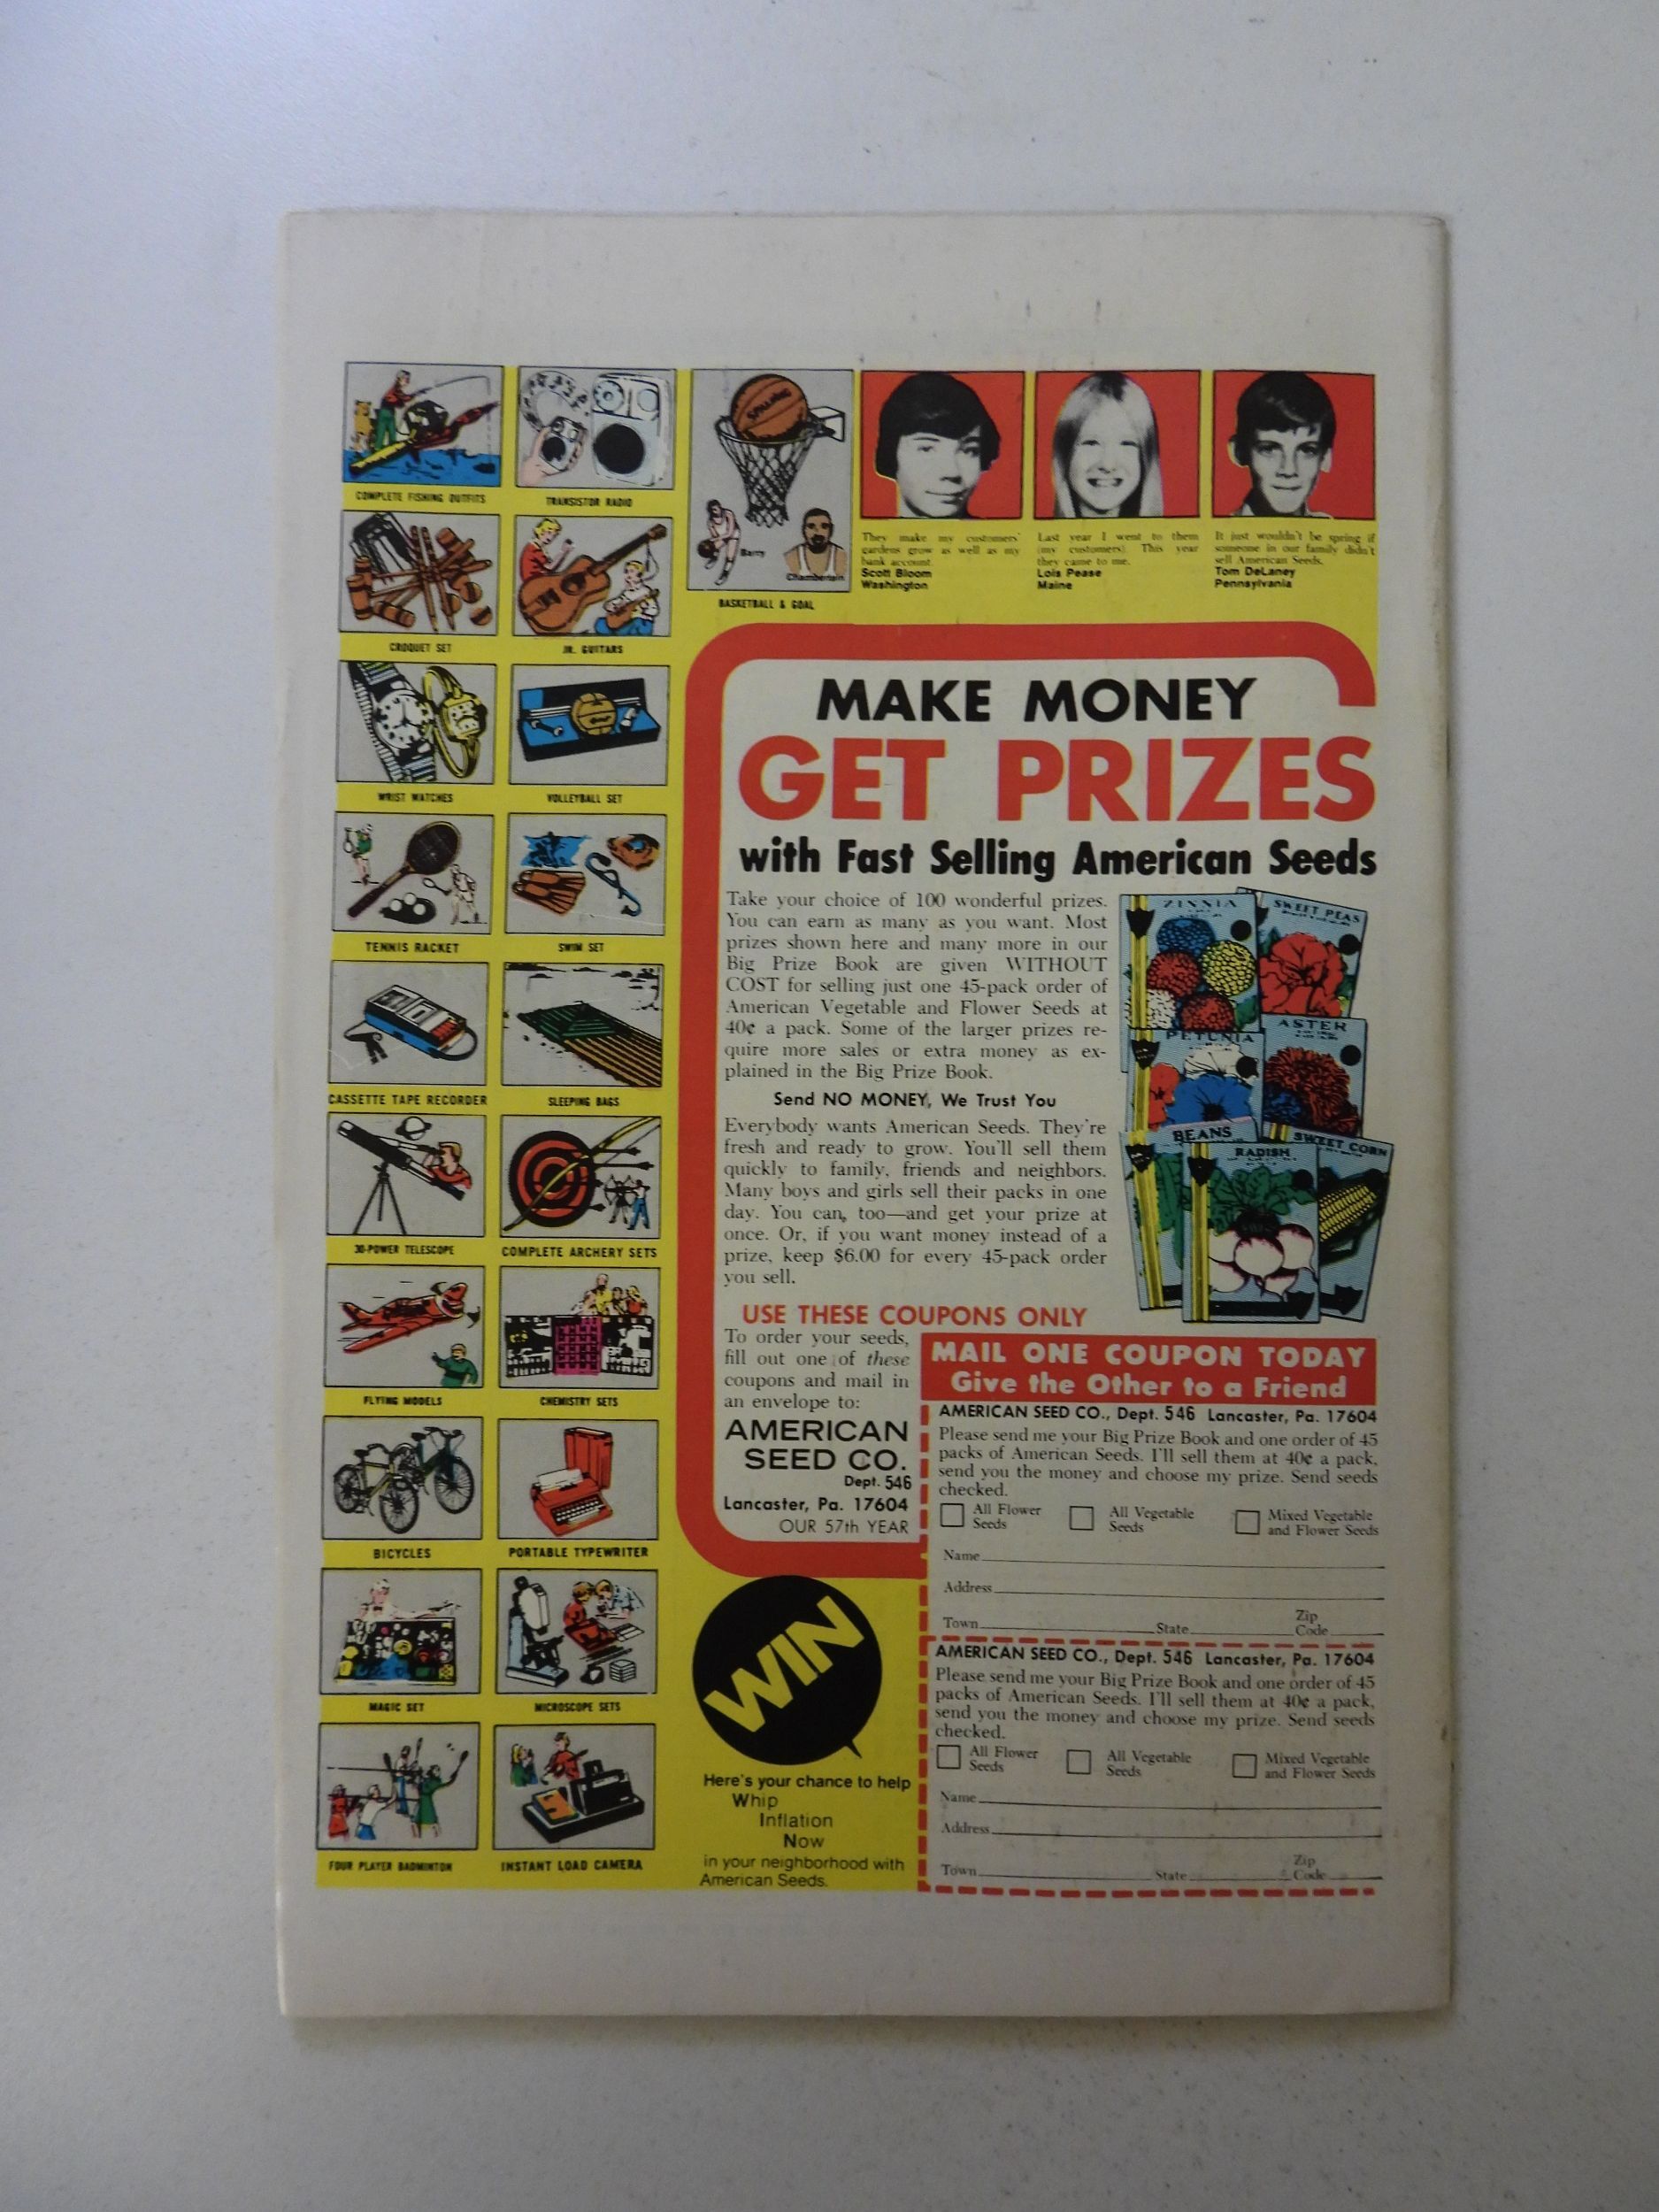 COMPLETE FISHING OUTFITS
TRANSISTOR RADIO
CROQUET SET
JR. GUITARS
WRIST WATCHES
VOLLEYBALL SET
TENNIS RACKET
SWIM SET
CASSETTE TAPE RECORDER
SLEEPING BAGS
30-POWER TELESCOPE
COMPLETE ARCHERY SETS
FLYING MODELS
CHEMISTRY SETS
BICYCLES
PORTABLE TYPEWRITER
MAGIC SET
MICROSCOPE SETS
FOUR PLAYER BADMINTON
INSTANT LOAD CAMERA
SPALDING
Barry
Chamberlain
BASKETBALL & GOAL
They make my customers'
gardens grow as well as my
bank account.
Scott Bloom
Washington
Last year I went to them
(my customers). This year
they came to me.
Lois Pease
Maine
It just wouldn't be spring if
someone in our family didn't
sell American Seeds.
Tom DeLaney
Pennsylvania
MAKE MONEY
GET PRIZES
with Fast Selling American Seeds
Take your choice of 100 wonderful prizes.
You can earn as many as you want. Most
prizes shown here and many more in our
Big Prize Book are given WITHOUT
COST for selling just one 45-pack order of
American Vegetable and Flower Seeds at
40¢ a pack. Some of the larger prizes re-
quire more sales or extra money as ex-
plained in the Big Prize Book.
Send NO MONEY, We Trust You
Everybody wants American Seeds. They're
fresh and ready to grow. You'll sell them
quickly to family, friends and neighbors.
Many boys and girls sell their packs in one
day. You can, too—and get your prize at
once. Or, if you want money instead of a
prize, keep $6.00 for every 45-pack order
you sell.
ZINNIA
SWEET PEAS
PETUNIA
ASTER
BEANS
RADISH
SWEET CORN
USE THESE COUPONS ONLY
To order your seeds,
fill out one of these
coupons and mail in
an envelope to:
AMERICAN
SEED CO.
Dept. 546
Lancaster, Pa. 17604
OUR 57th YEAR
MAIL ONE COUPON TODAY
Give the Other to a Friend
AMERICAN SEED CO., Dept. 546 Lancaster, Pa. 17604
Please send me your Big Prize Book and one order of 45
packs of American Seeds. I'll sell them at 40¢ a pack,
send you the money and choose my prize. Send seeds
checked.
All Flower Seeds
All Vegetable Seeds
Mixed Vegetable and Flower Seeds
Name
Address
Town State Zip Code
AMERICAN SEED CO., Dept. 546 Lancaster, Pa. 17604
Please send me your Big Prize Book and one order of 45
packs of American Seeds. I'll sell them at 40¢ a pack,
send you the money and choose my prize. Send seeds
checked.
All Flower Seeds
All Vegetable Seeds
Mixed Vegetable and Flower Seeds
Name
Address
Town State Zip Code
WIN
Here's your chance to help
Whip
Inflation
Now
in your neighborhood with
American Seeds.